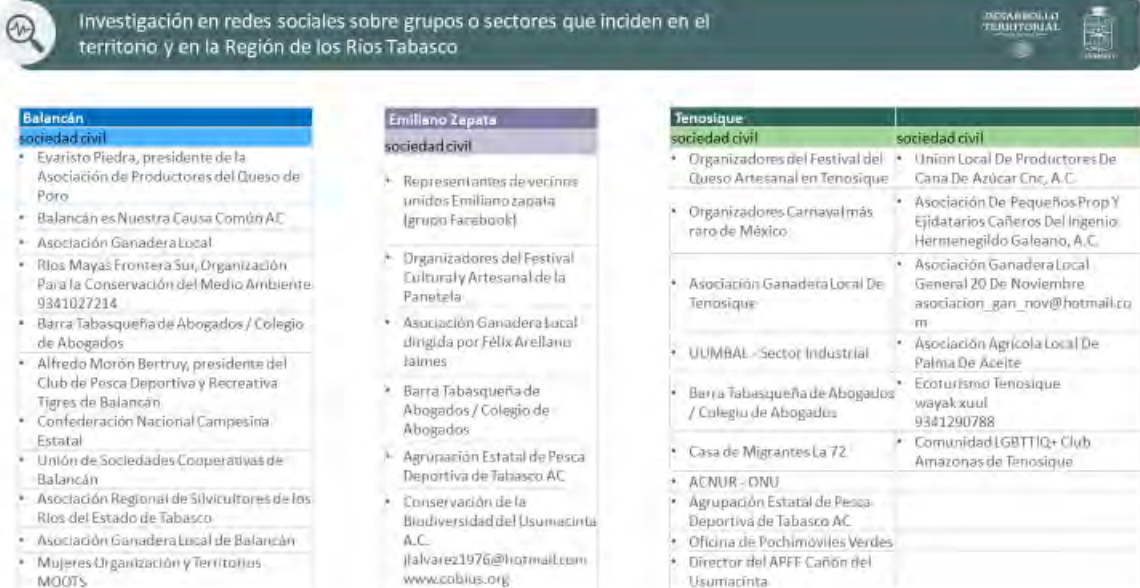 Investigación en redes sociales sobre grupos o sectores que inciden en el
territorio y en la Región de los Ríos Tabasco
DESARROLLO
TERRITORIAL
Balancán
sociedad civil
• Evaristo Piedra, presidente de la
Asociación de Productores del Queso de
Poro
• Balancán es Nuestra Causa Común AC
• Asociación Ganadera Local
• Ríos Mayas Frontera Sur, Organización
Para la Conservación del Medio Ambiente
9341027214
• Barra Tabasqueña de Abogados / Colegio
de Abogados
• Alfredo Morón Bertruy, presidente del
Club de Pesca Deportiva y Recreativa
Tigres de Balancán
• Confederación Nacional Campesina
Estatal
• Unión de Sociedades Cooperativas de
Balancán
• Asociación Regional de Silvicultores de los
Ríos del Estado de Tabasco
• Asociación Ganadera Local de Balancán
• Mujeres Organización y Territorios
MOOTS
Emiliano Zapata
sociedad civil
• Representantes de vecinos
unidos Emiliano zapata
(grupo Facebook)
• Organizadores del Festival
Cultural y Artesanal de la
Panetela
• Asociación Ganadera Local
dirigida por Félix Arellano
Jaimes
• Barra Tabasqueña de
Abogados / Colegio de
Abogados
• Agrupación Estatal de Pesca
Deportiva de Tabasco AC
• Conservación de la
Biodiversidad del Usumacinta
A.C.
jlalvarez1976@hotmail.com
www.cobius.org
Tenosique
sociedad civil
• Organizadores del Festival del
Queso Artesanal en Tenosique
• Organizadores Carnaval más
raro de México
• Asociación Ganadera Local De
Tenosique
• UUMBAL - Sector Industrial
• Barra Tabasqueña de Abogados
/ Colegio de Abogados
• Casa de Migrantes La 72
• ACNUR - ONU
• Agrupación Estatal de Pesca
Deportiva de Tabasco AC
• Oficina de Pochimóviles Verdes
• Director del APFF Cañón del
Usumacinta
sociedad civil
• Union Local De Productores De
Cana De Azúcar Cnc, A.C.
• Asociación De Pequeños Prop Y
Ejidatarios Cañeros Del Ingenio
Hermenegildo Galeano, A.C.
• Asociación Ganadera Local
General 20 De Noviembre
asociacion_gan_nov@hotmail.co
m
• Asociación Agrícola Local De
Palma De Aceite
• Ecoturismo Tenosique
wayak xuul
9341290788
• Comunidad LGBTTIQ+ Club
Amazonas de Tenosique